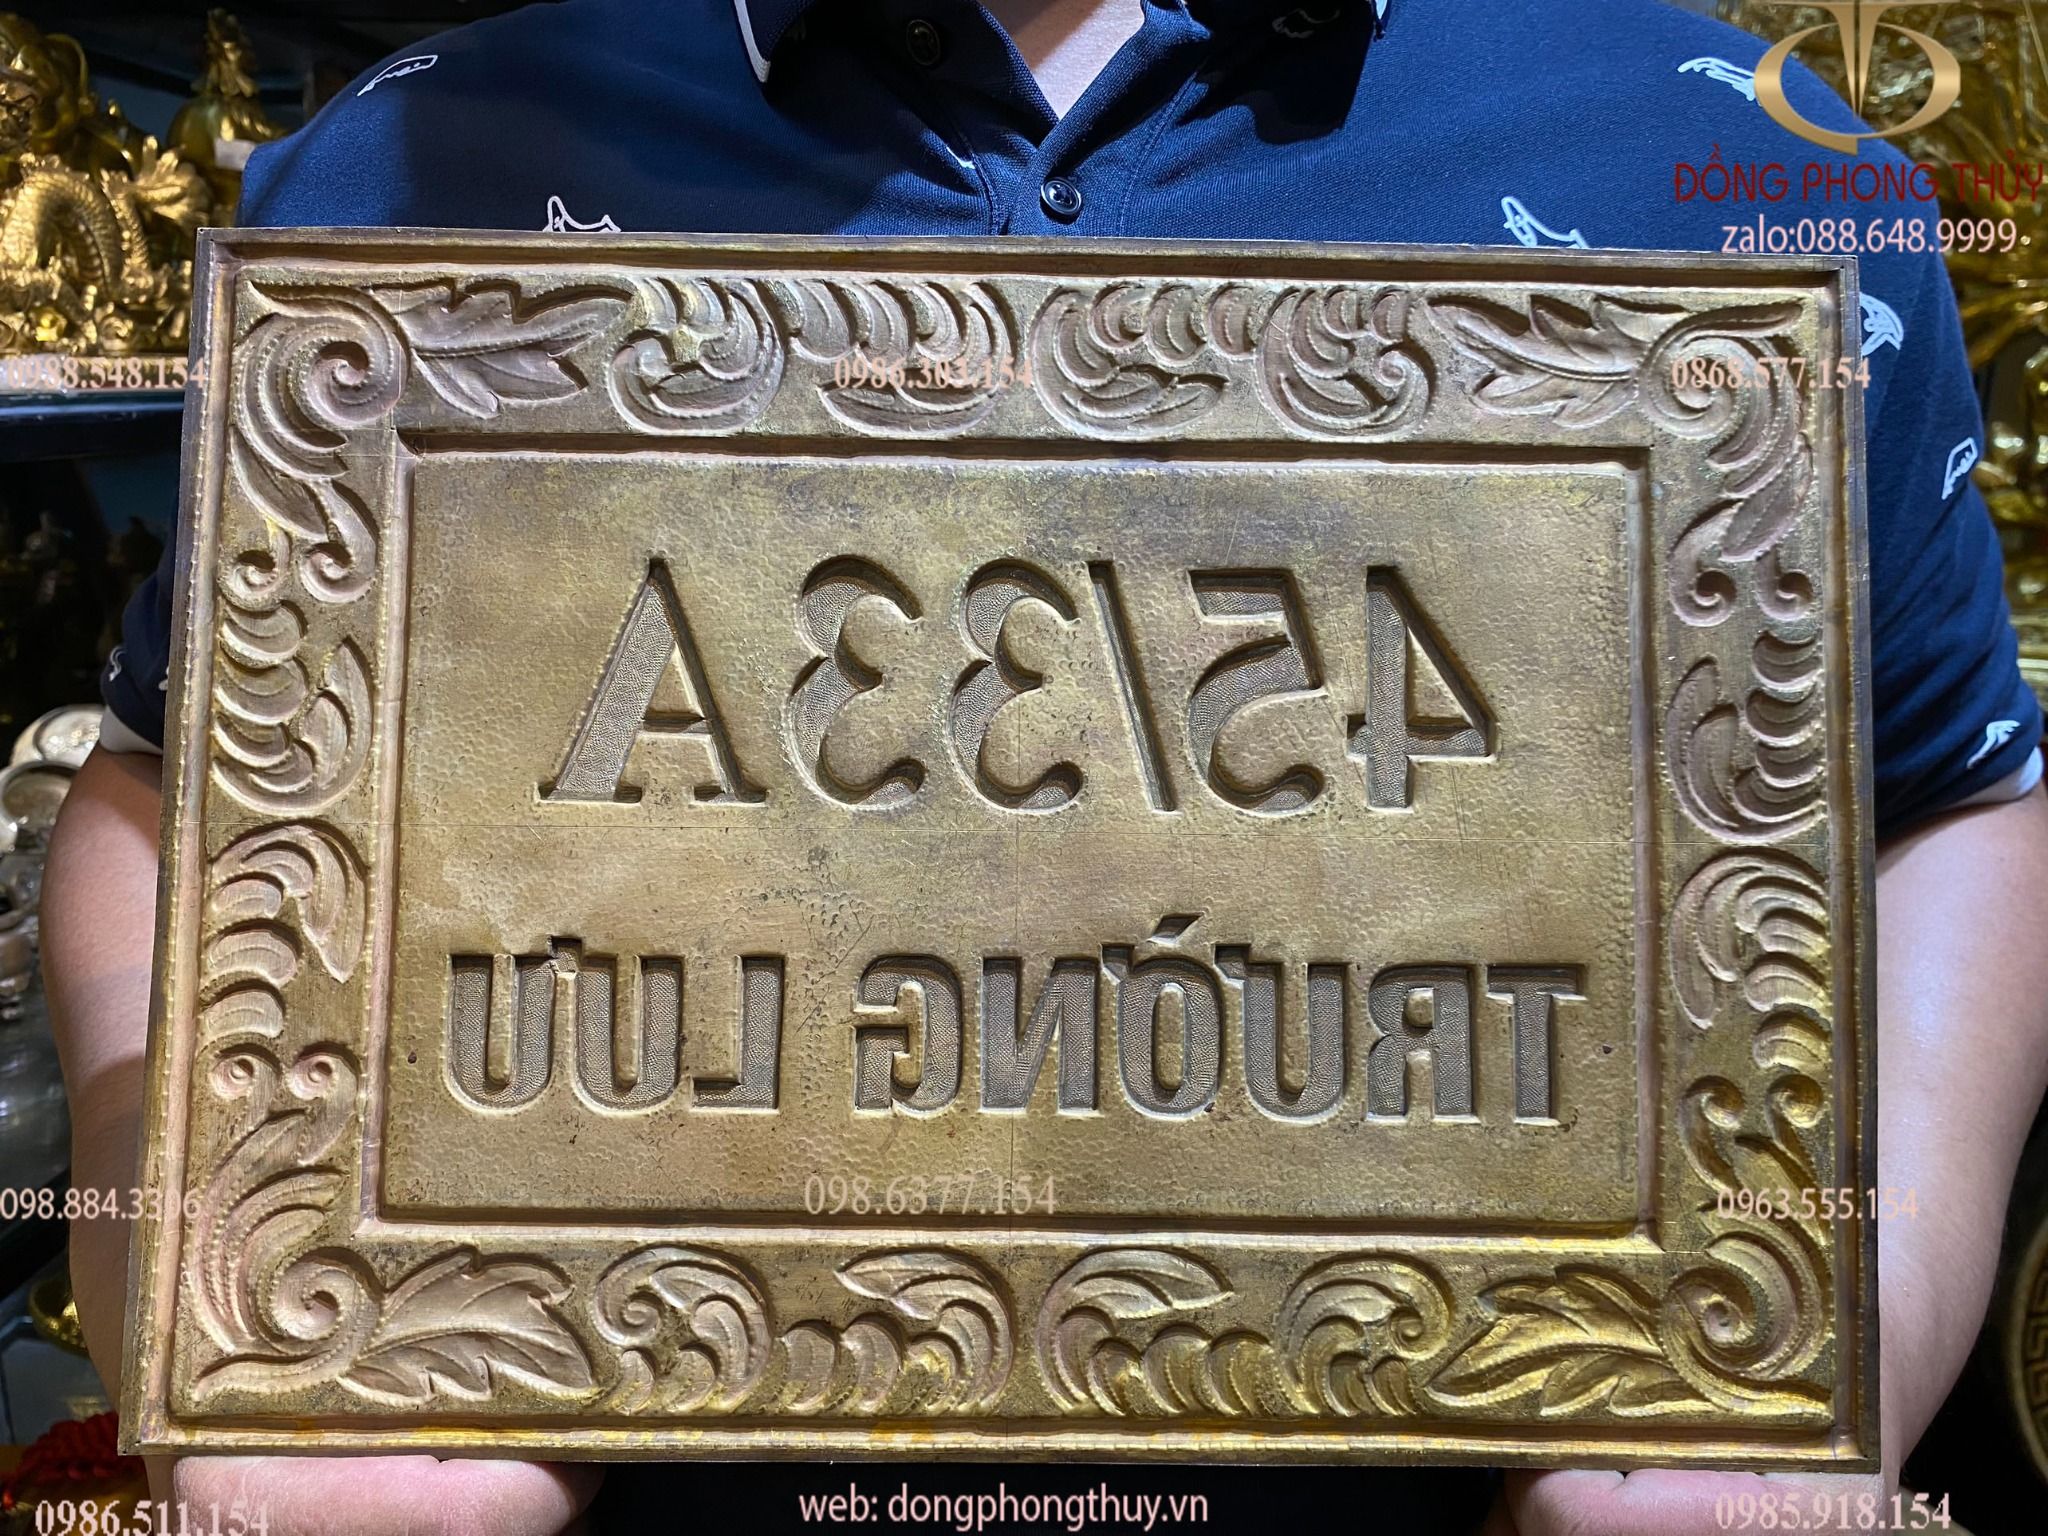 ĐỒNG PHONG THỦY
zalo:088.648.9999
0988.548.154
0986.303.154
0868.577.154
45/33A
TRƯỜNG LƯU
098.884.3306
098.6377.154
0963.555.154
web: dongphongthuy.vn
0986.511.154
0985.918.154